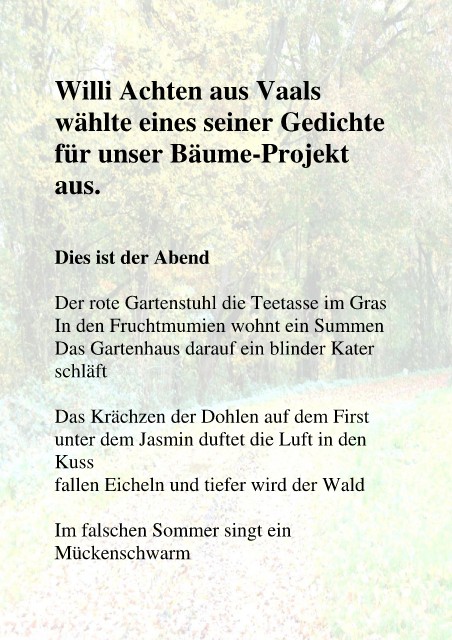 Willi Achten aus Vaals
wählte eines seiner Gedichte
für unser Bäume-Projekt
aus.
Dies ist der Abend
Der rote Gartenstuhl die Teetasse im Gras
In den Fruchtmumien wohnt ein Summen
Das Gartenhaus darauf ein blinder Kater
schläft
Das Krächzen der Dohlen auf dem First
unter dem Jasmin duftet die Luft in den
Kuss
fallen Eicheln und tiefer wird der Wald
Im falschen Sommer singt ein
Mückenschwarm